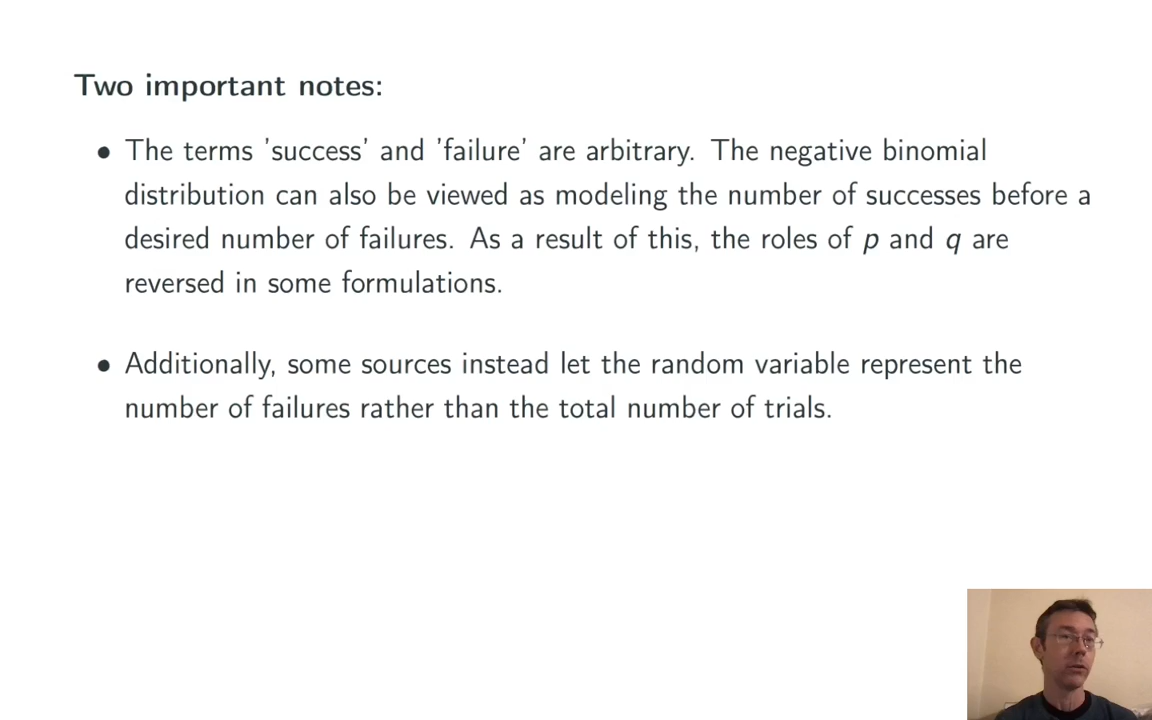 Two important notes:
• The terms 'success' and 'failure' are arbitrary. The negative binomial
distribution can also be viewed as modeling the number of successes before a
desired number of failures. As a result of this, the roles of p and q are
reversed in some formulations.
• Additionally, some sources instead let the random variable represent the
number of failures rather than the total number of trials.